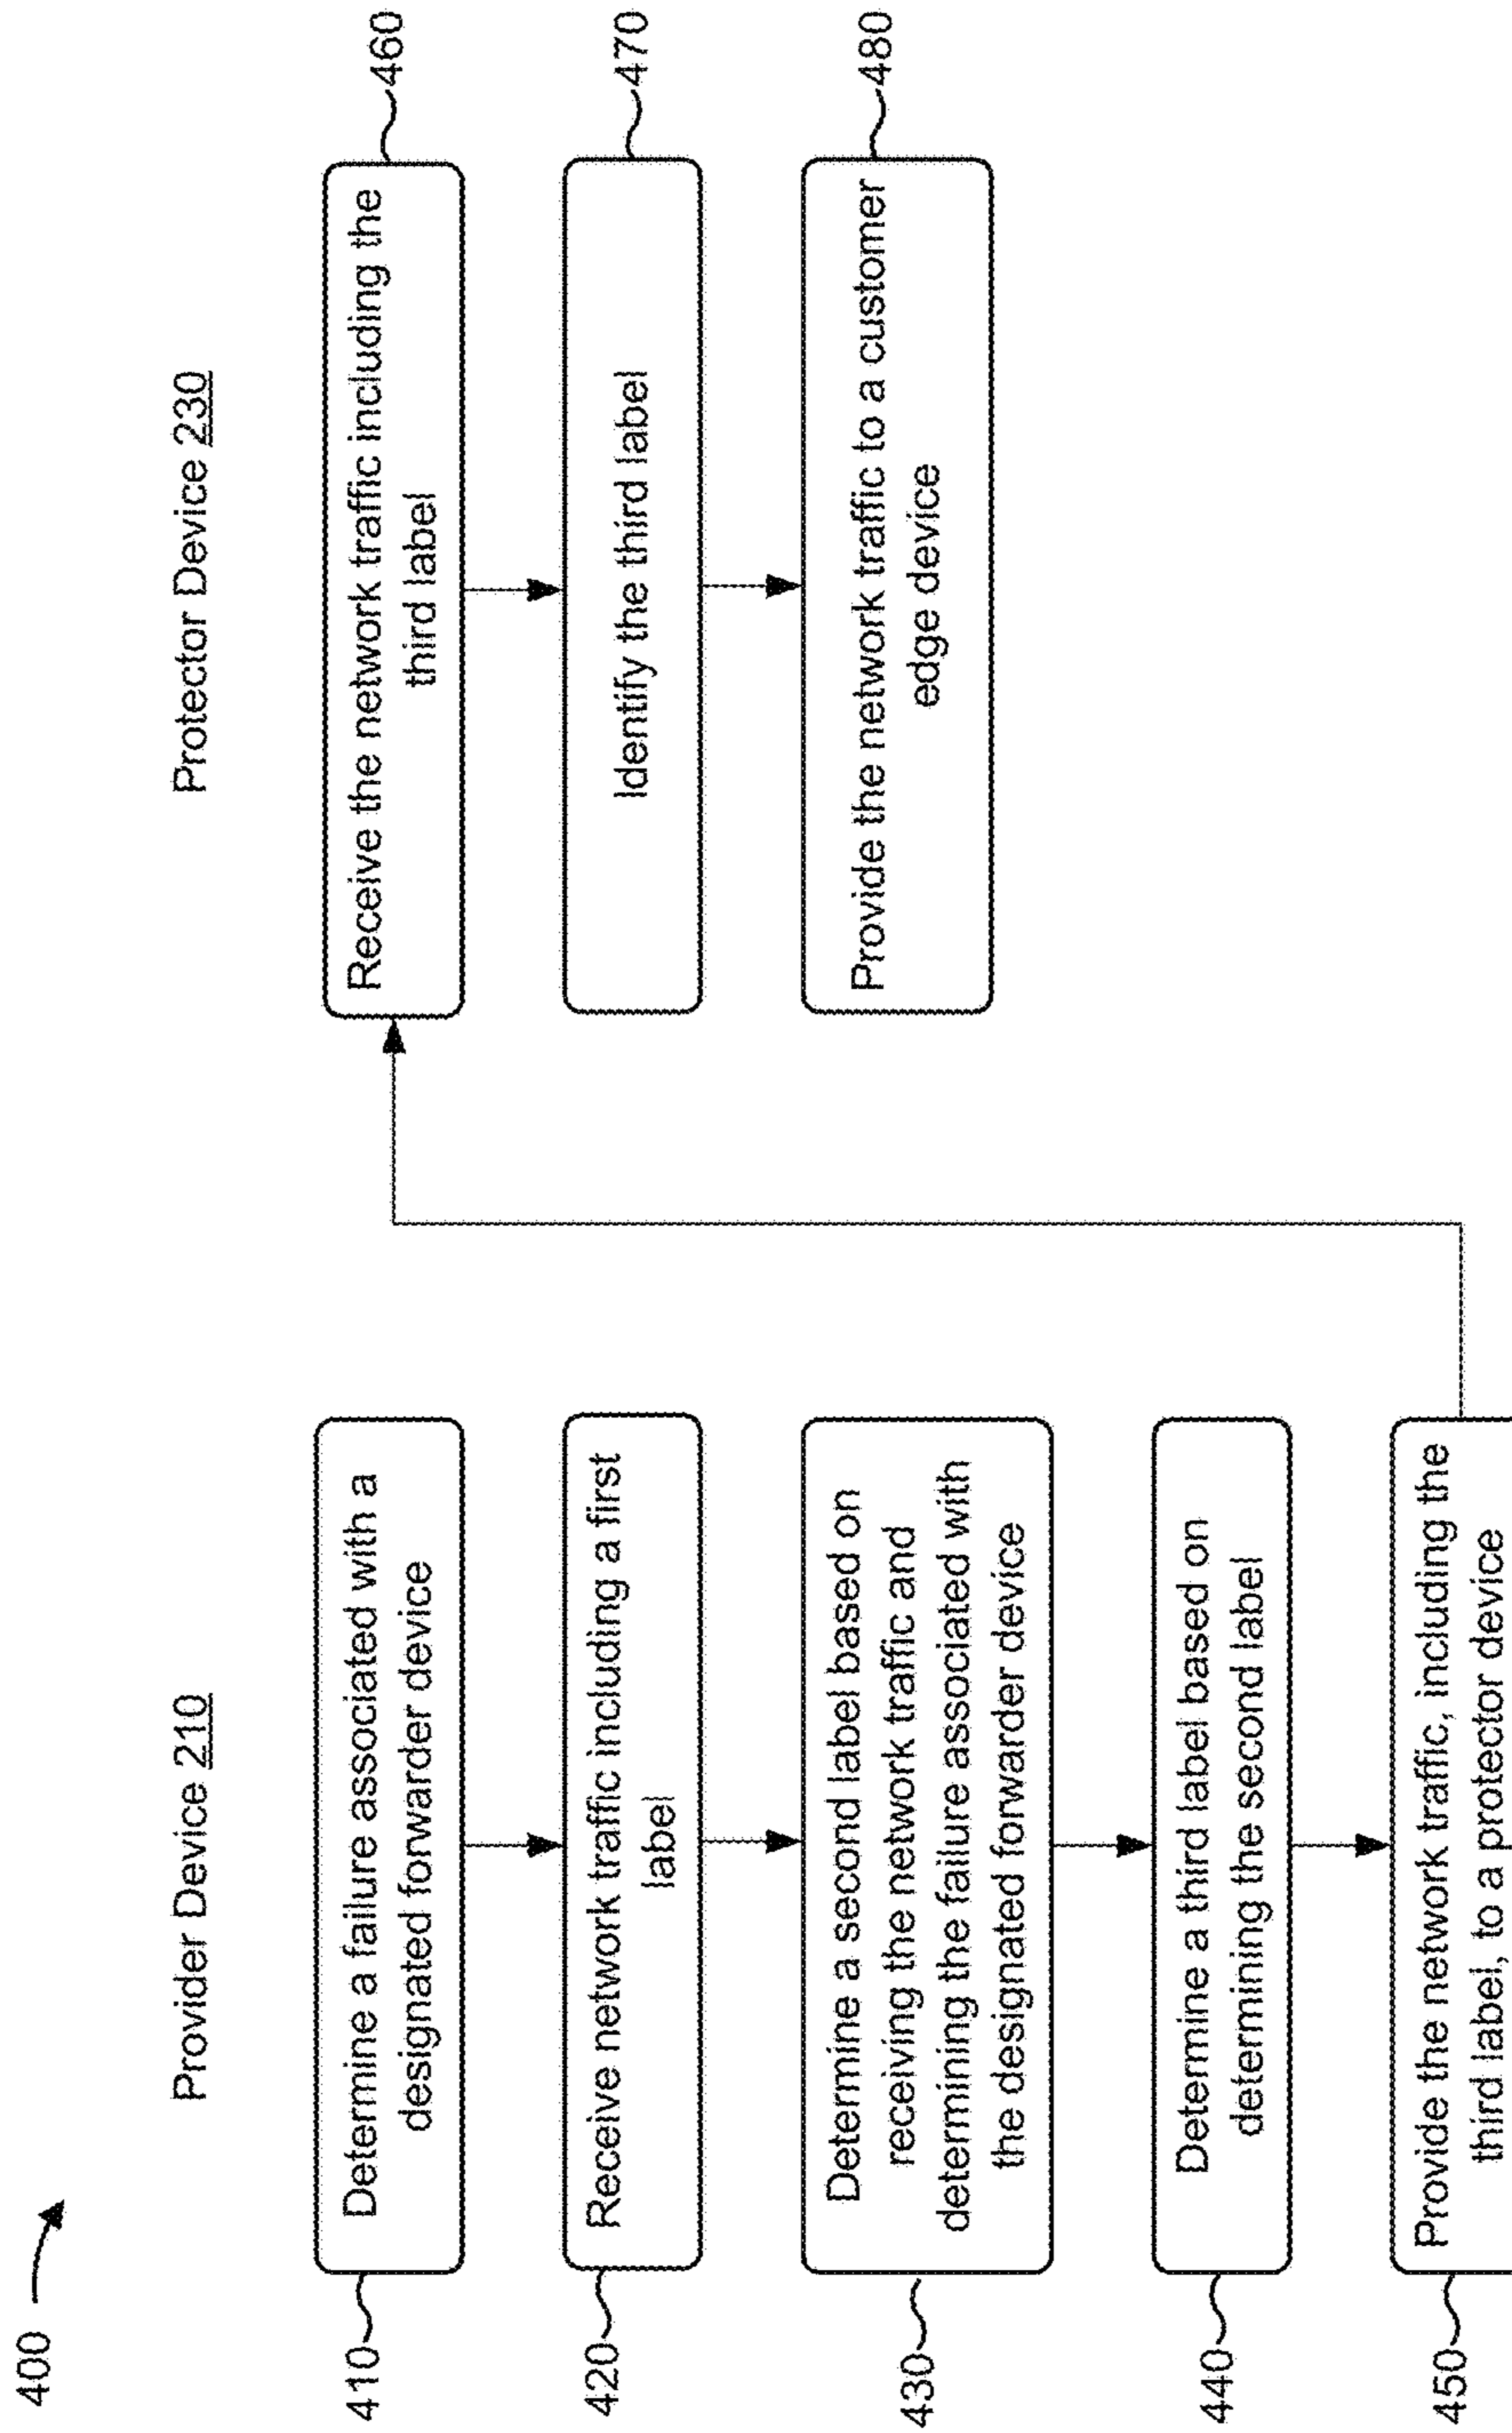 400
Provider Device 210
410
Determine a failure associated with a
designated forwarder device
420
Receive network traffic including a first
label
430
Determine a second label based on
receiving the network traffic and
determining the failure associated with
the designated forwarder device
440
Determine a third label based on
determining the second label
450
Provide the network traffic, including the
third label, to a protector device
Protector Device 230
Receive the network traffic including the
third label
460
Identify the third label
470
Provide the network traffic to a customer
edge device
480